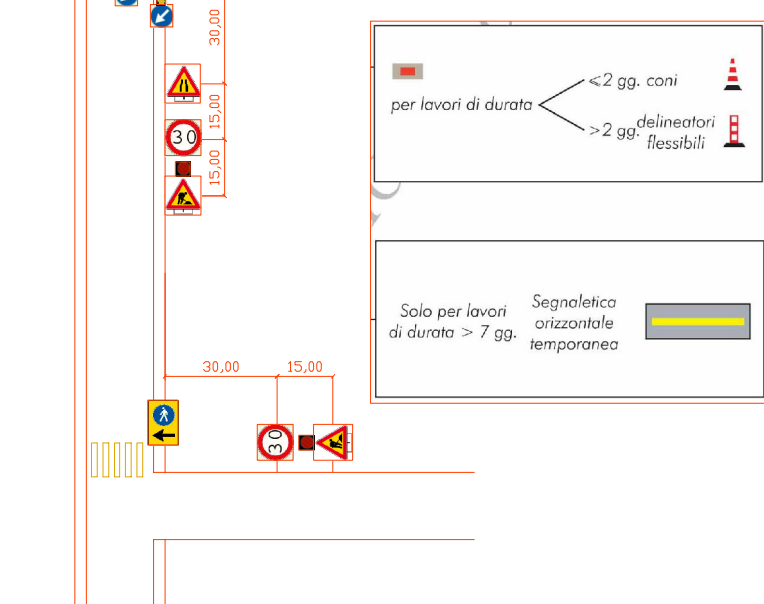 30,00
15,00
30
15,00
per lavori di durata
≤2 gg. coni
>2 gg. delineatori
flessibili
Solo per lavori
di durata > 7 gg.
Segnaletica
orizzontale
temporanea
30,00
15,00
30